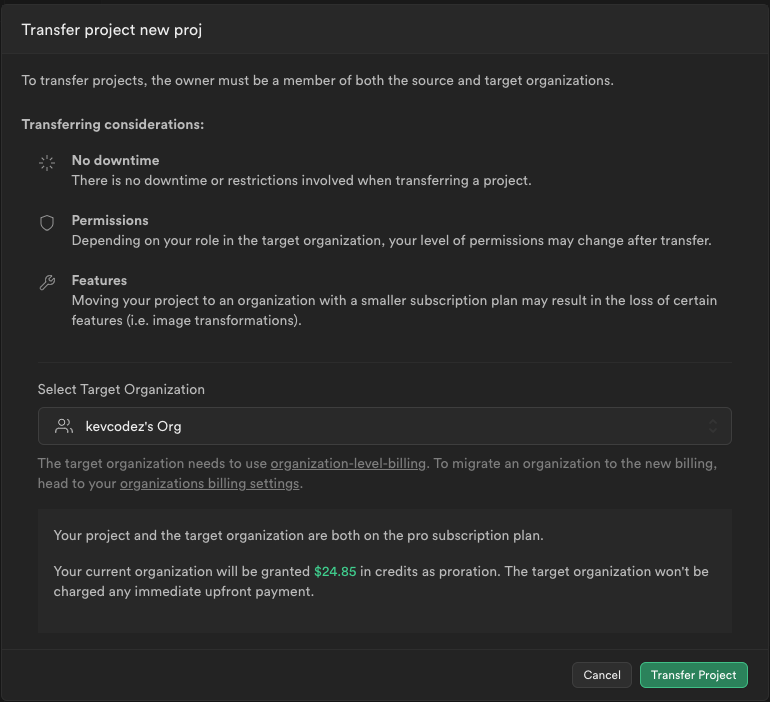 Transfer project new proj
To transfer projects, the owner must be a member of both the source and target organizations.
Transferring considerations:
No downtime
There is no downtime or restrictions involved when transferring a project.
Permissions
Depending on your role in the target organization, your level of permissions may change after transfer.
Features
Moving your project to an organization with a smaller subscription plan may result in the loss of certain
features (i.e. image transformations).
Select Target Organization
kevcodez's Org
The target organization needs to use organization-level-billing. To migrate an organization to the new billing,
head to your organizations billing settings.
Your project and the target organization are both on the pro subscription plan.
Your current organization will be granted $24.85 in credits as proration. The target organization won't be
charged any immediate upfront payment.
Cancel
Transfer Project